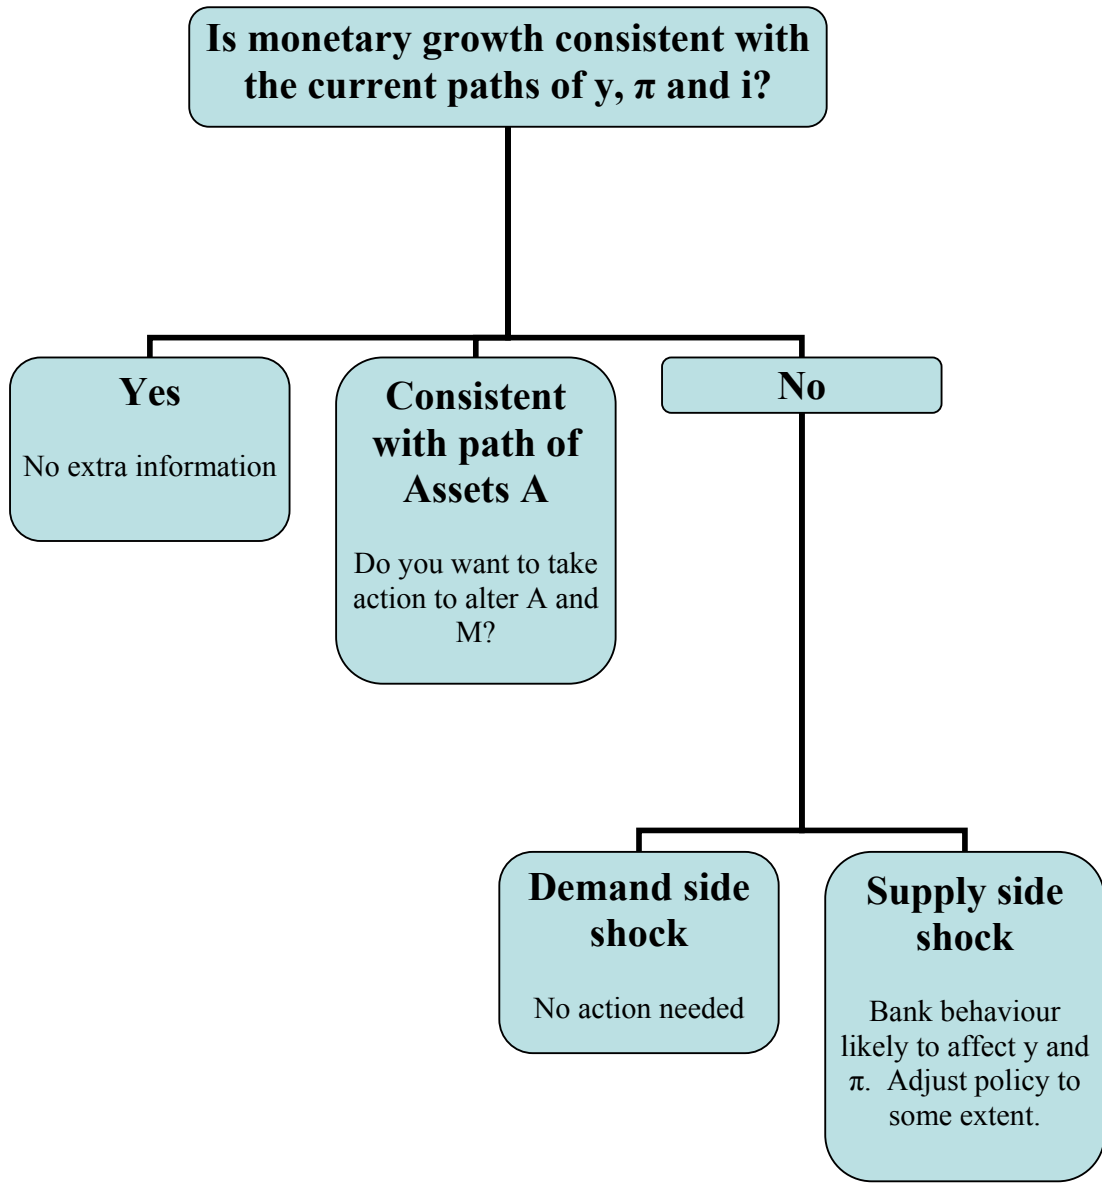 Is monetary growth consistent with
the current paths of y, π and i?
Yes
No extra information
Consistent
with path of
Assets A
Do you want to take
action to alter A and
M?
No
Demand side
shock
No action needed
Supply side
shock
Bank behaviour
likely to affect y and
π.  Adjust policy to
some extent.